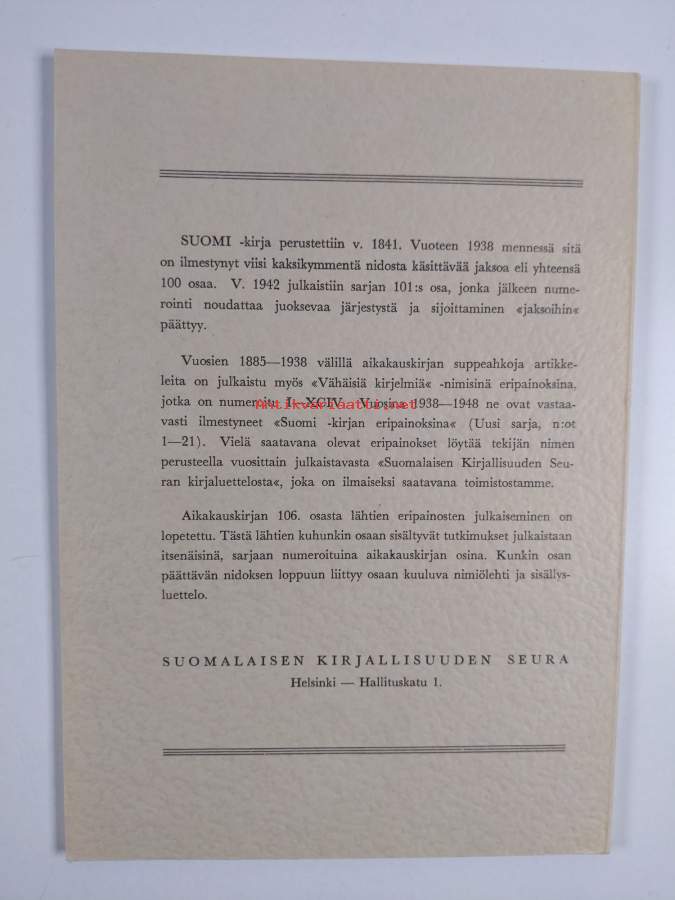 SUOMI -kirja perustettiin v. 1841. Vuoteen 1938 mennessä sitä
on ilmestynyt viisi kaksikymmentä nidosta käsittävää jaksoa eli yhteensä
100 osaa. V. 1942 julkaistiin sarjan 101:s osa, jonka jälkeen nume-
rointi noudattaa juoksevaa järjestystä ja sijoittaminen «jaksoihin«
päättyy.
Vuosien 1885—1938 välillä aikakauskirjan suppeahkoja artikke-
leita on julkaistu myös «Vähäisiä kirjelmiä« -nimisinä eripainoksina,
jotka on numeroitu I—XCIV. Vuosina 1938—1948 ne ovat vastaa-
antikvariaatti.net
vasti ilmestyneet «Suomi -kirjan eripainoksina« (Uusi sarja, n:ot
1—21). Vielä saatavana olevat eripainokset löytää tekijän nimen
perusteella vuosittain julkaistavasta «Suomalaisen Kirjallisuuden Seu-
ran kirjaluettelosta«, joka on ilmaiseksi saatavana toimistostamme.
Aikakauskirjan 106. osasta lähtien eripainosten julkaiseminen on
lopetettu. Tästä lähtien kuhunkin osaan sisältyvät tutkimukset julkaistaan
itsenäisinä, sarjaan numeroituina aikakauskirjan osina. Kunkin osan
päättävän nidoksen loppuun liittyy osaan kuuluva nimiölehti ja sisällys-
luettelo.
SUOMALAISEN KIRJALLISUUDEN SEURA
Helsinki — Hallituskatu 1.